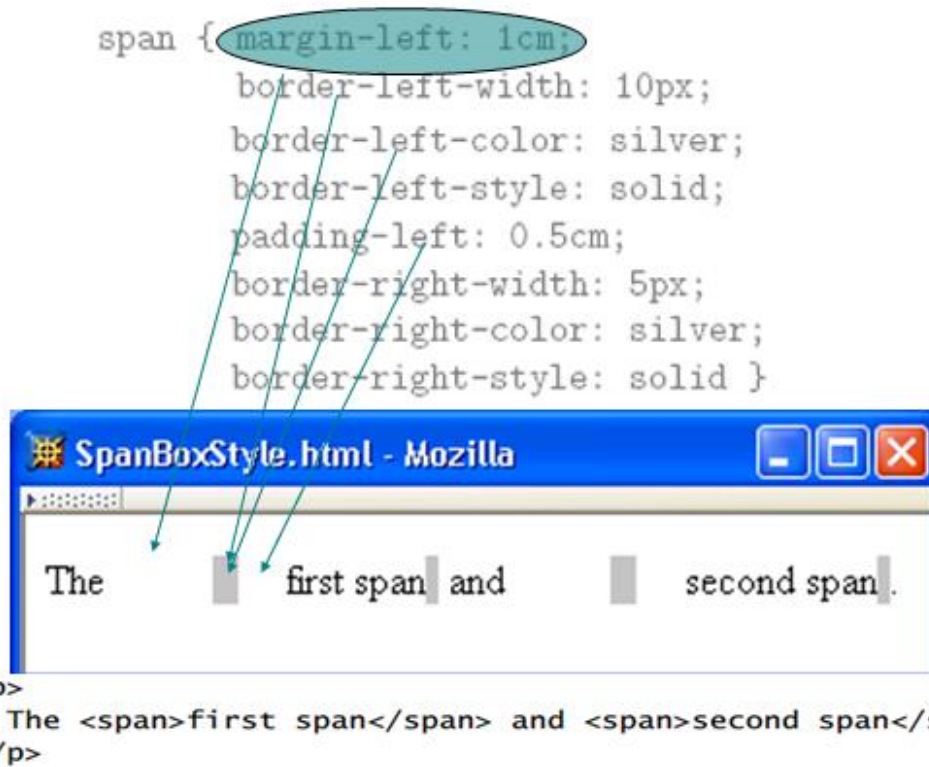 span { margin-left: 1cm;
border-left-width: 10px;
border-left-color: silver;
border-left-style: solid;
padding-left: 0.5cm;
border-right-width: 5px;
border-right-color: silver;
border-right-style: solid }
SpanBoxStyle.html - Mozilla
The first span and second span.
p>
The <span>first span</span> and <span>second span</
/p>